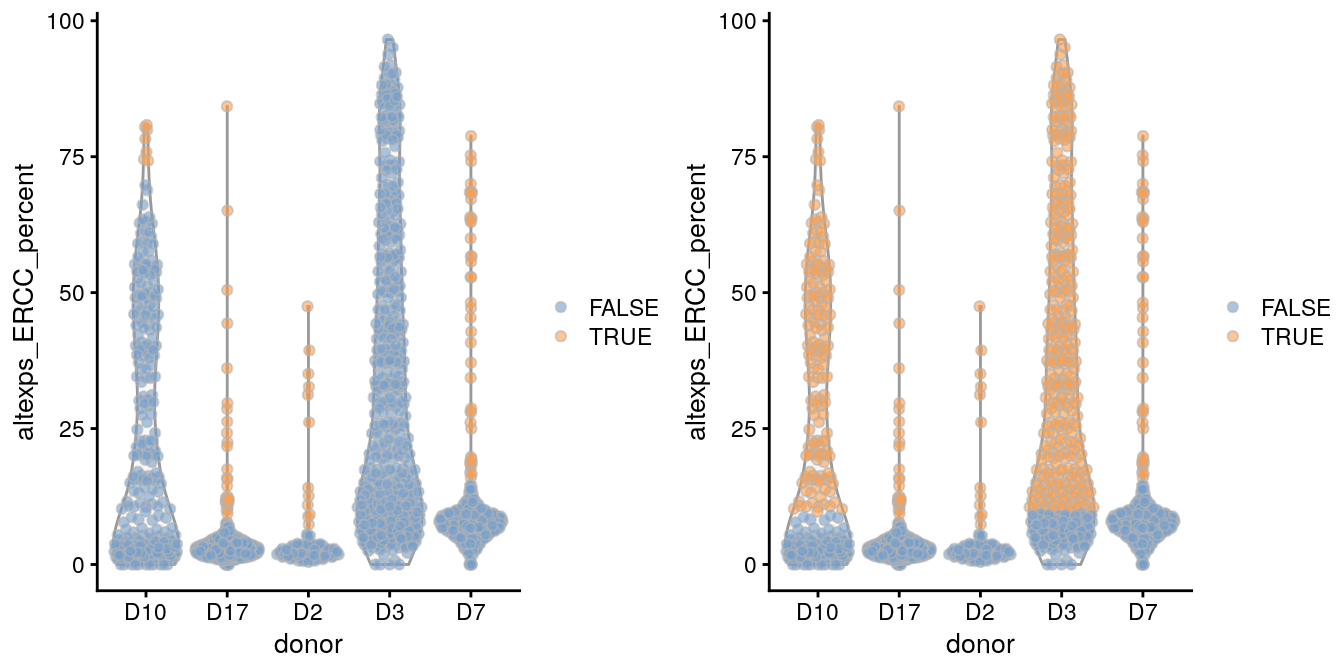 altexps_ERCC_percent
100
75
50
25
0
D10 D17 D2 D3 D7
donor
FALSE
TRUE
altexps_ERCC_percent
100
75
50
25
0
D10 D17 D2 D3 D7
donor
FALSE
TRUE